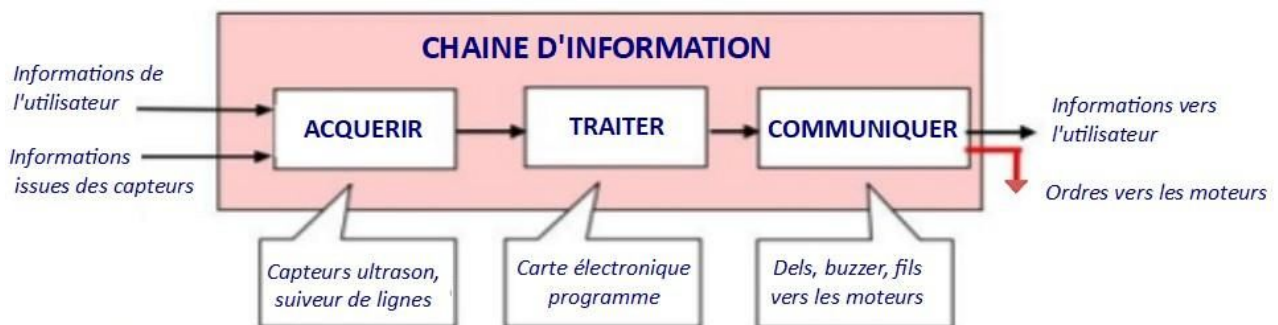 CHAINE D'INFORMATION
Informations de
l'utilisateur
Informations
issues des capteurs
ACQUERIR
TRAITER
COMMUNIQUER
Informations vers
l'utilisateur
Ordres vers les moteurs
Capteurs ultrason,
suiveur de lignes
Carte électronique
programme
Dels, buzzer, fils
vers les moteurs